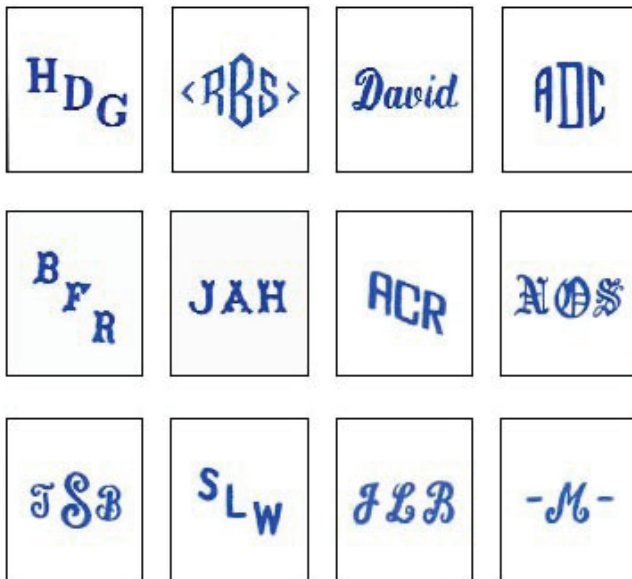 HDG
<RBS>
David
ADC
BFR
JAH
ACR
NOS
TSB
SLW
JLB
-M-